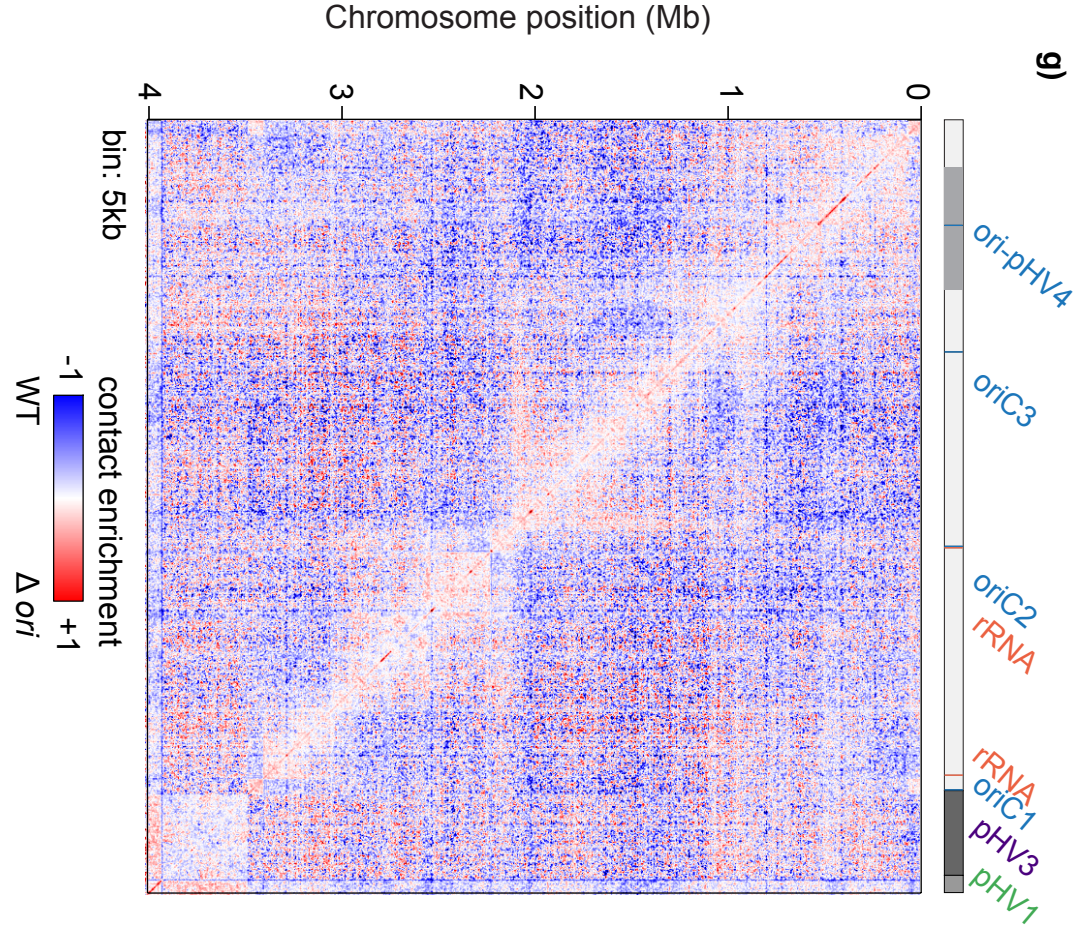 Chromosome position (Mb)
g)
4
3
2
1
0
ori-pHV4
oriC3
oriC2
rRNA
rRNA
oriC1
pHV3
pHV1
bin: 5kb
contact enrichment
-1
+1
WT
Δ ori